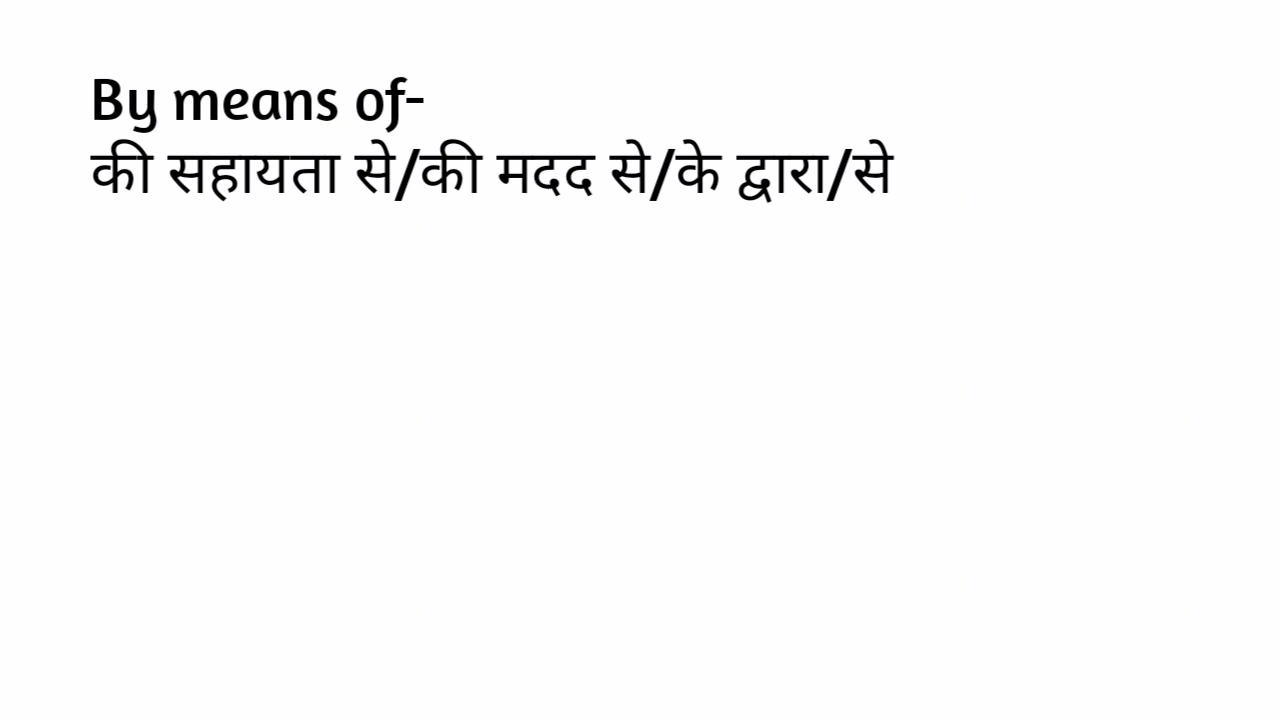 By means of-
की सहायता से/की मदद से/के द्वारा/से